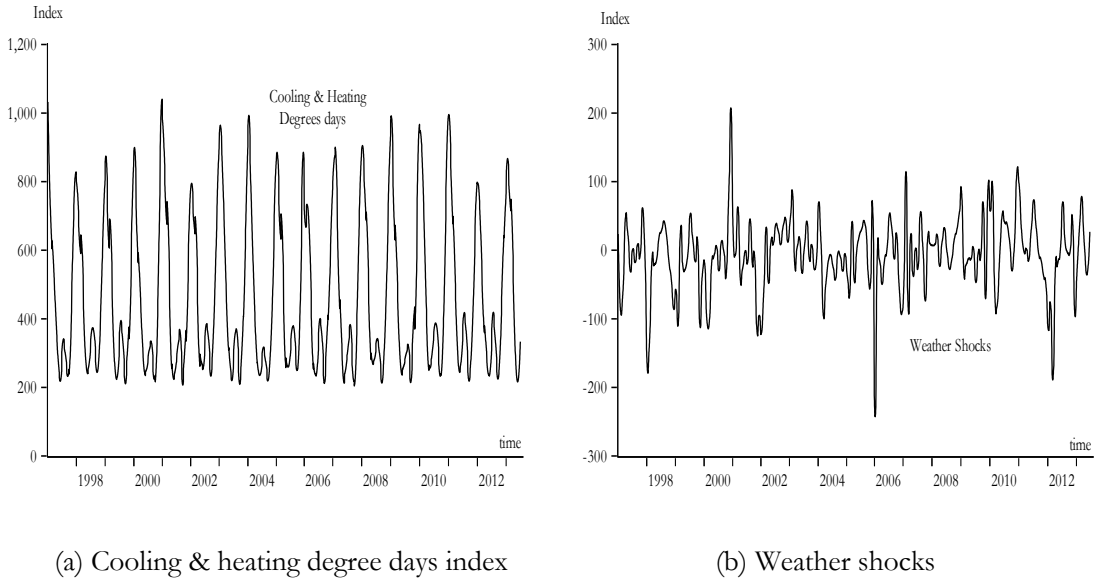 Index
1,200
1,000
800
600
400
200
0
Cooling & Heating
Degrees days
time
1998 2000 2002 2004 2006 2008 2010 2012
Index
300
200
100
0
-100
-200
-300
Weather Shocks
time
1998 2000 2002 2004 2006 2008 2010 2012
(a) Cooling & heating degree days index
(b) Weather shocks